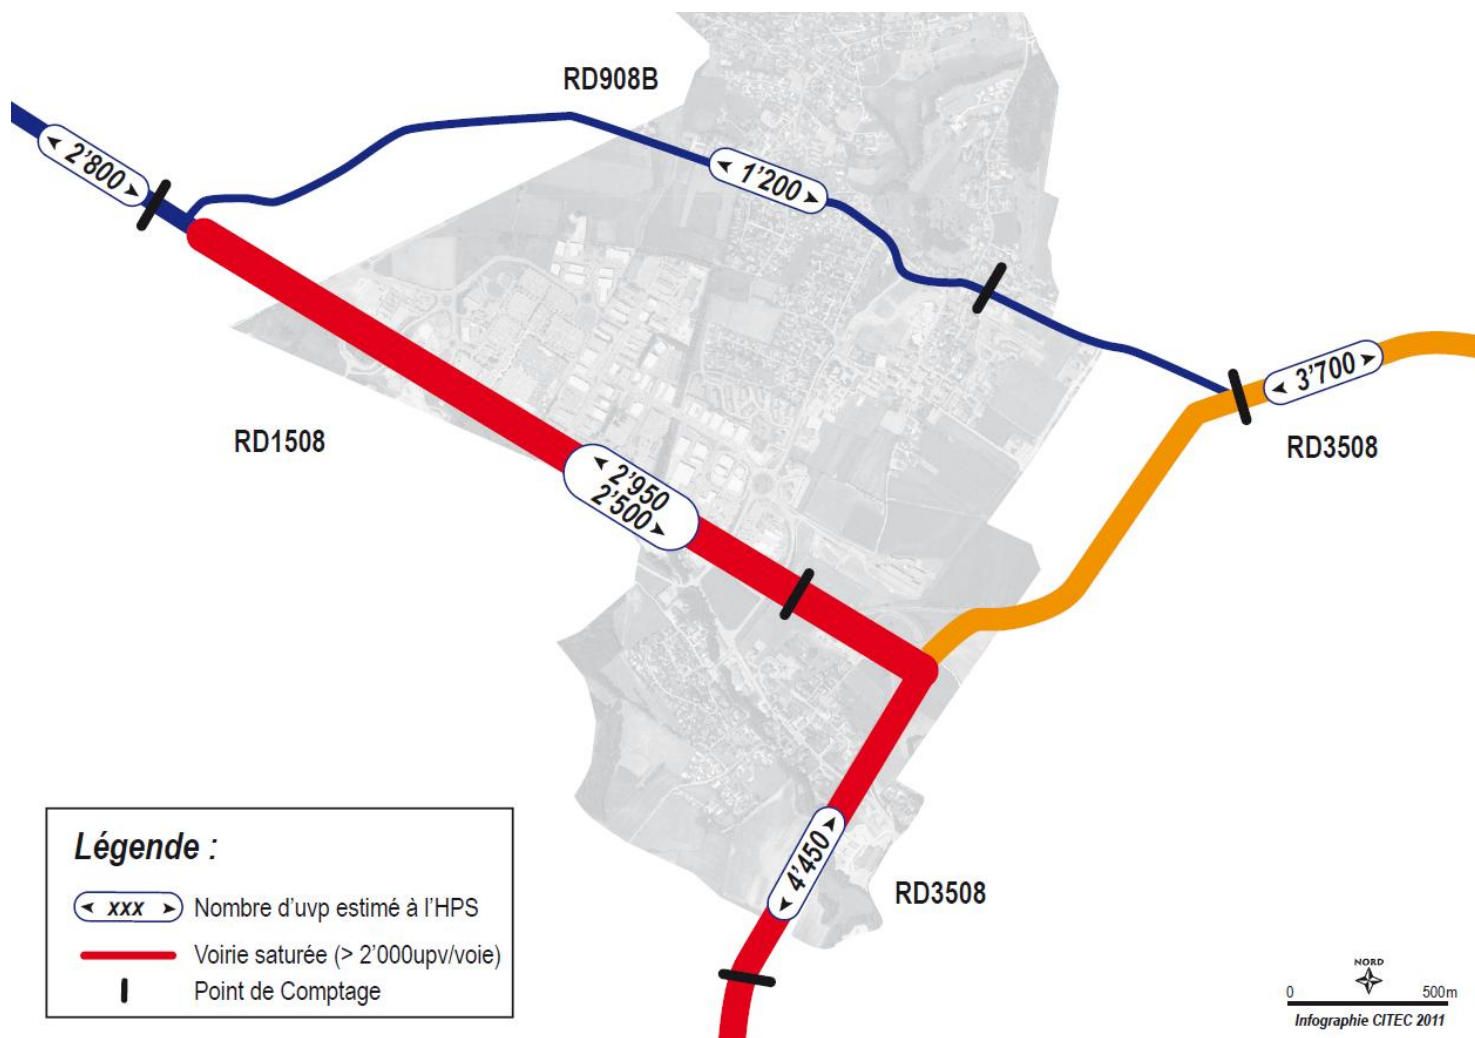 RD908B
2'800
1'200
3'700
RD1508
RD3508
2'950
2'500
4'450
RD3508
Légende :
xxx Nombre d'uvp estimé à l'HPS
Voirie saturée (> 2'000upv/voie)
Point de Comptage
NORD
0 500m
Infographie CITEC 2011